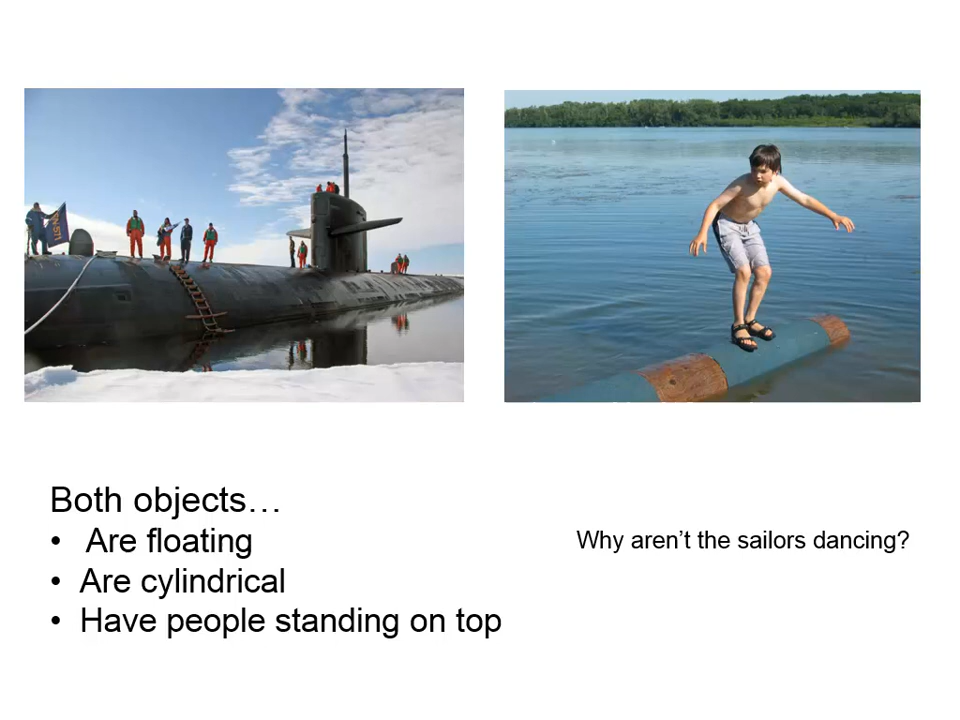 Both objects…
• Are floating
• Are cylindrical
• Have people standing on top
Why aren't the sailors dancing?